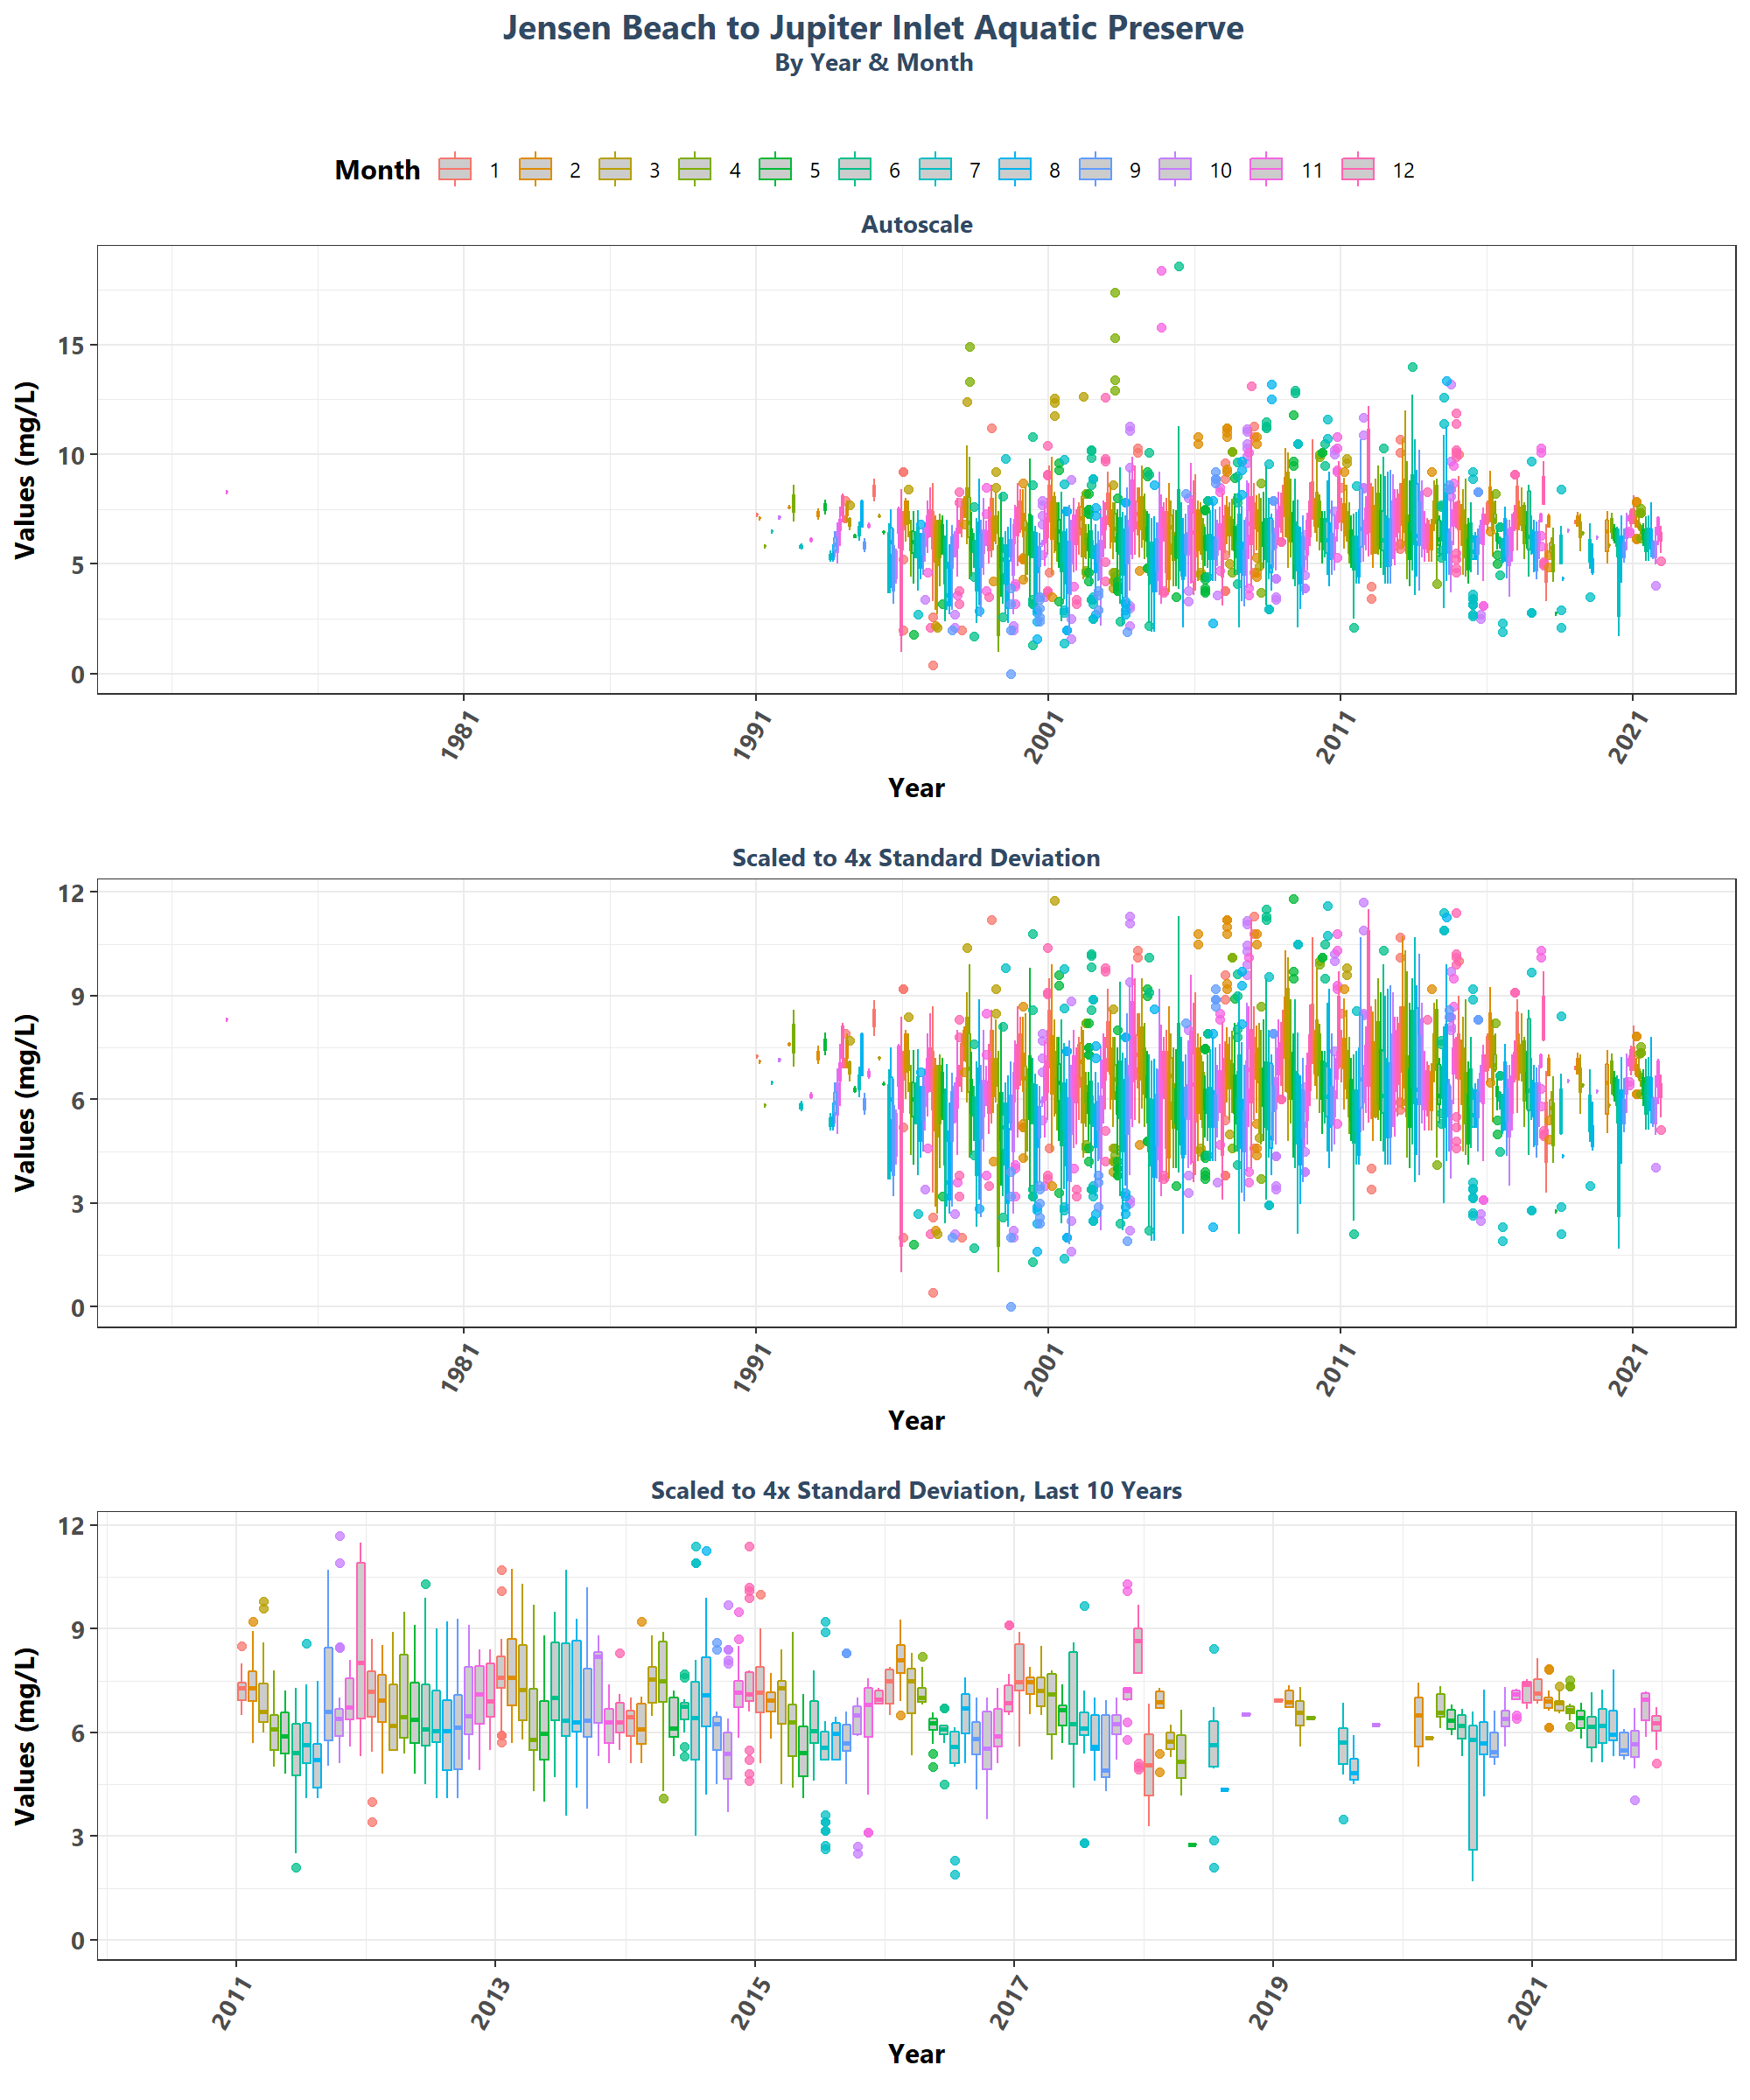 Jensen Beach to Jupiter Inlet Aquatic Preserve
By Year & Month
Month 1 2 3 4 5 6 7 8 9 10 11 12
Autoscale
Values (mg/L)
15
10
5
0
1981 1991 2001 2011 2021
Year
Scaled to 4x Standard Deviation
Values (mg/L)
12
9
6
3
0
1981 1991 2001 2011 2021
Year
Scaled to 4x Standard Deviation, Last 10 Years
Values (mg/L)
12
9
6
3
0
2011 2013 2015 2017 2019 2021
Year